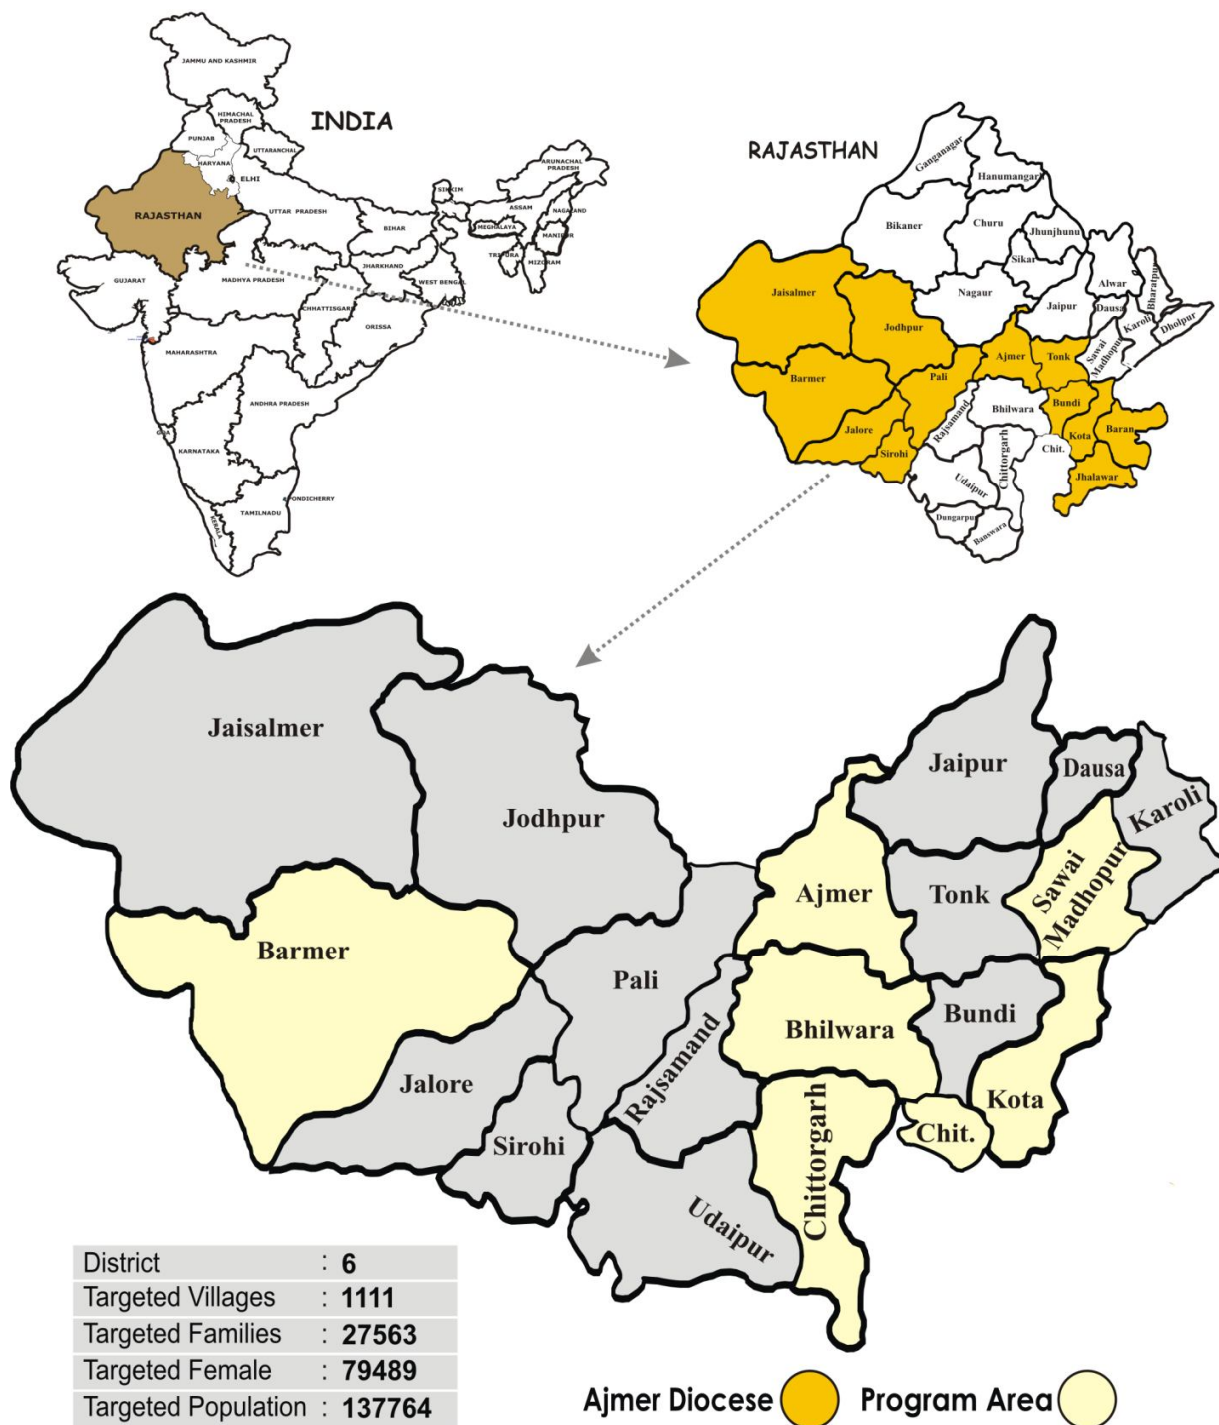 INDIA
JAMMU AND KASHMIR
HIMACHAL
PRADESH
PUNJAB
UTTARANCHAL
HARYANA
ELHI
RAJASTHAN
UTTAR PRADESH
SIKKIM
ARUNACHAL
PRADESH
ASSAM
NAGALAND
MEGHALAYA
MANIPUR
BIHAR
TRIPURA
MIZORAM
JHARKHAND
WEST BENGAL
GUJARAT
MADHYA PRADESH
CHHATTISGARH
ORISSA
MAHARASHTRA
ANDHRA PRADESH
GOA
KARNATAKA
PONDICHERRY
TAMILNADU
KERALA
RAJASTHAN
Ganganagar
Hanumangarh
Bikaner
Churu
Jhunjhunu
Sikar
Alwar
Bharatpur
Jaisalmer
Nagaur
Jaipur
Dausa
Karoli
Dholpur
Jodhpur
Sawai
Madhopur
Ajmer
Tonk
Barmer
Pali
Bhilwara
Bundi
Rajsamand
Jalore
Kota
Baran
Sirohi
Chittorgarh
Chit.
Jhalawar
Udaipur
Dungarpur
Banswara
Jaisalmer
Jodhpur
Jaipur
Dausa
Karoli
Ajmer
Tonk
Sawai
Madhopur
Barmer
Pali
Bundi
Bhilwara
Rajsamand
Jalore
Kota
Sirohi
Chit.
Chittorgarh
Udaipur
District : 6
Targeted Villages : 1111
Targeted Families : 27563
Targeted Female : 79489
Targeted Population : 137764
Ajmer Diocese
Program Area